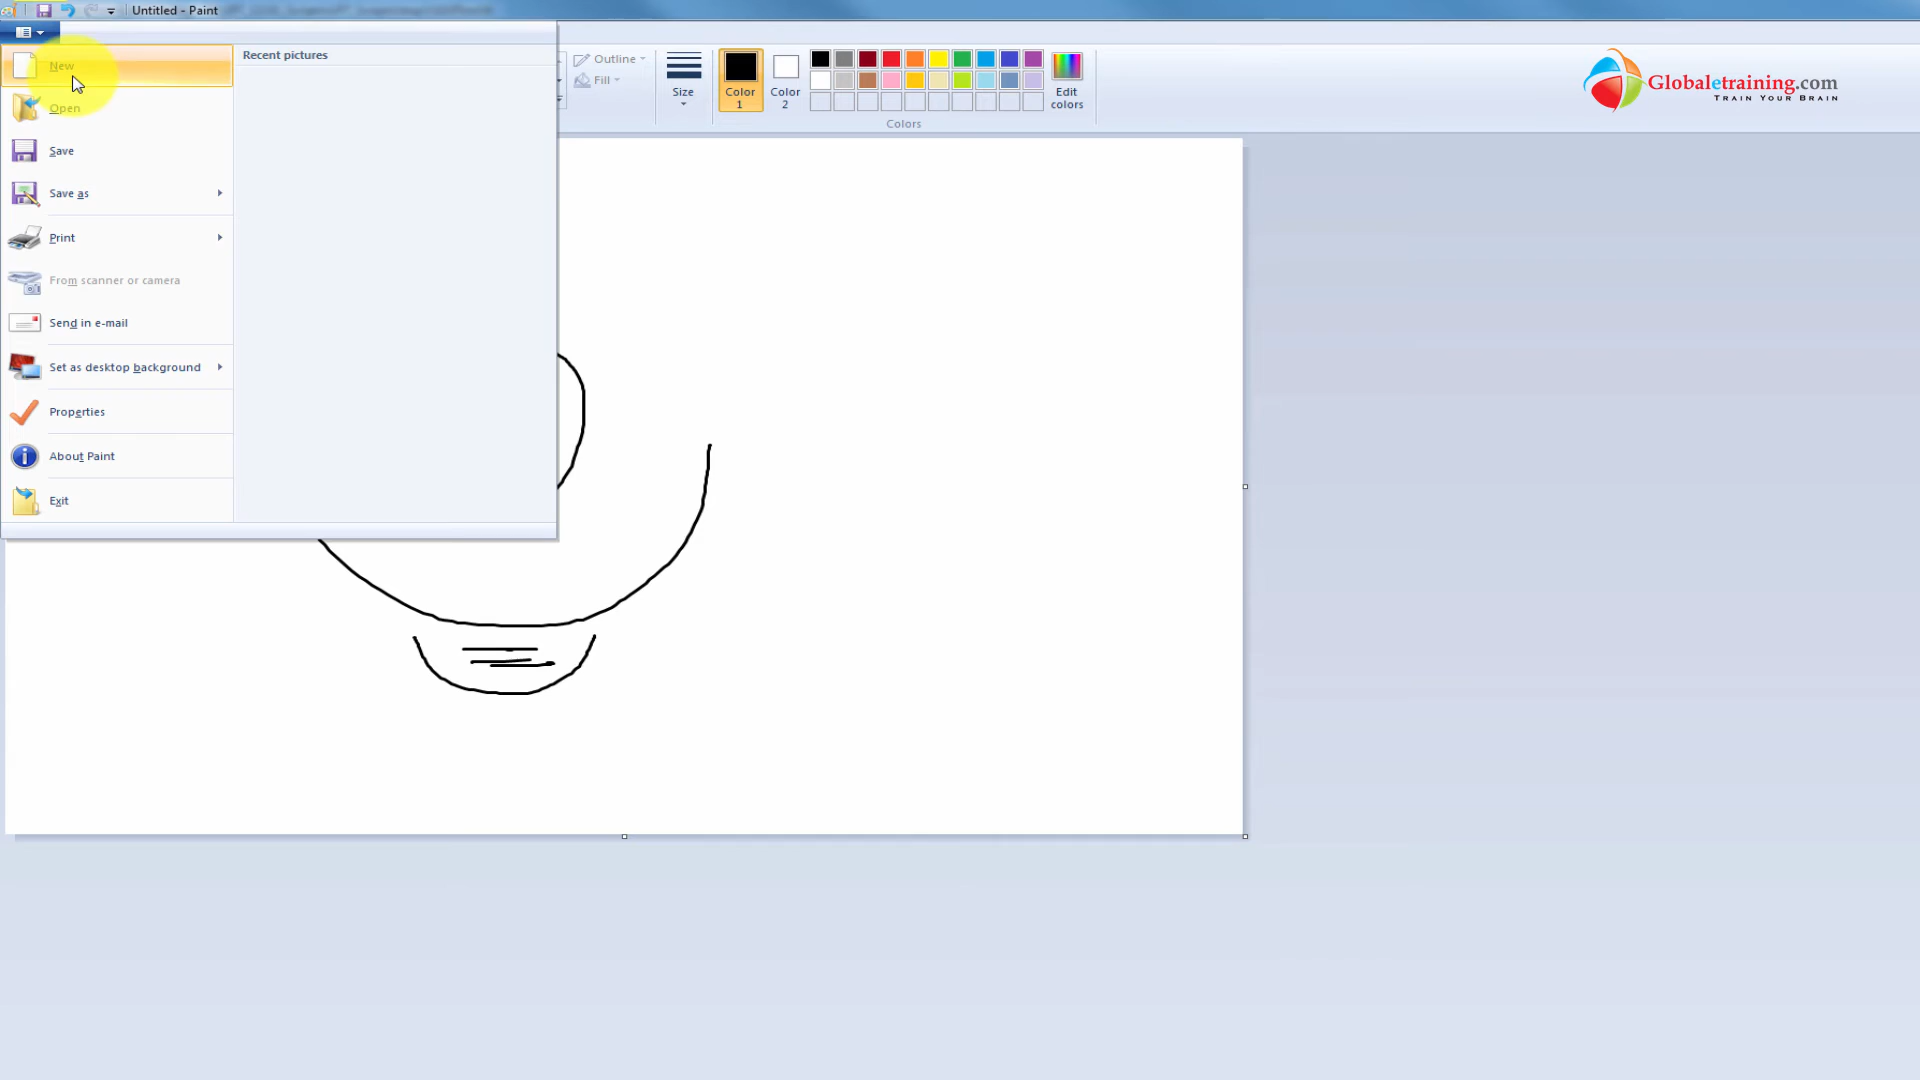 Untitled - Paint
New
Open
Save
Save as
Print
From scanner or camera
Send in e-mail
Set as desktop background
Properties
About Paint
Exit
Recent pictures
Outline
Fill
Size
Color
1
Color
2
Edit
colors
Colors
Globaletraining.com
TRAIN YOUR BRAIN